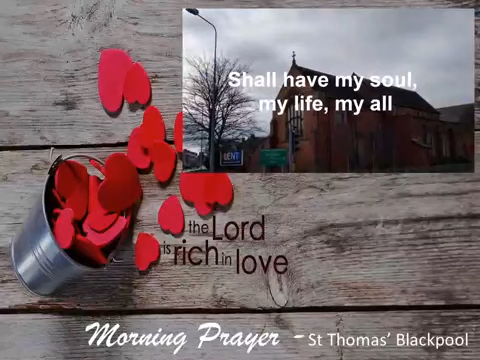 Shall have my soul,
my life, my all
the Lord
is rich in love
Morning Prayer - St Thomas' Blackpool